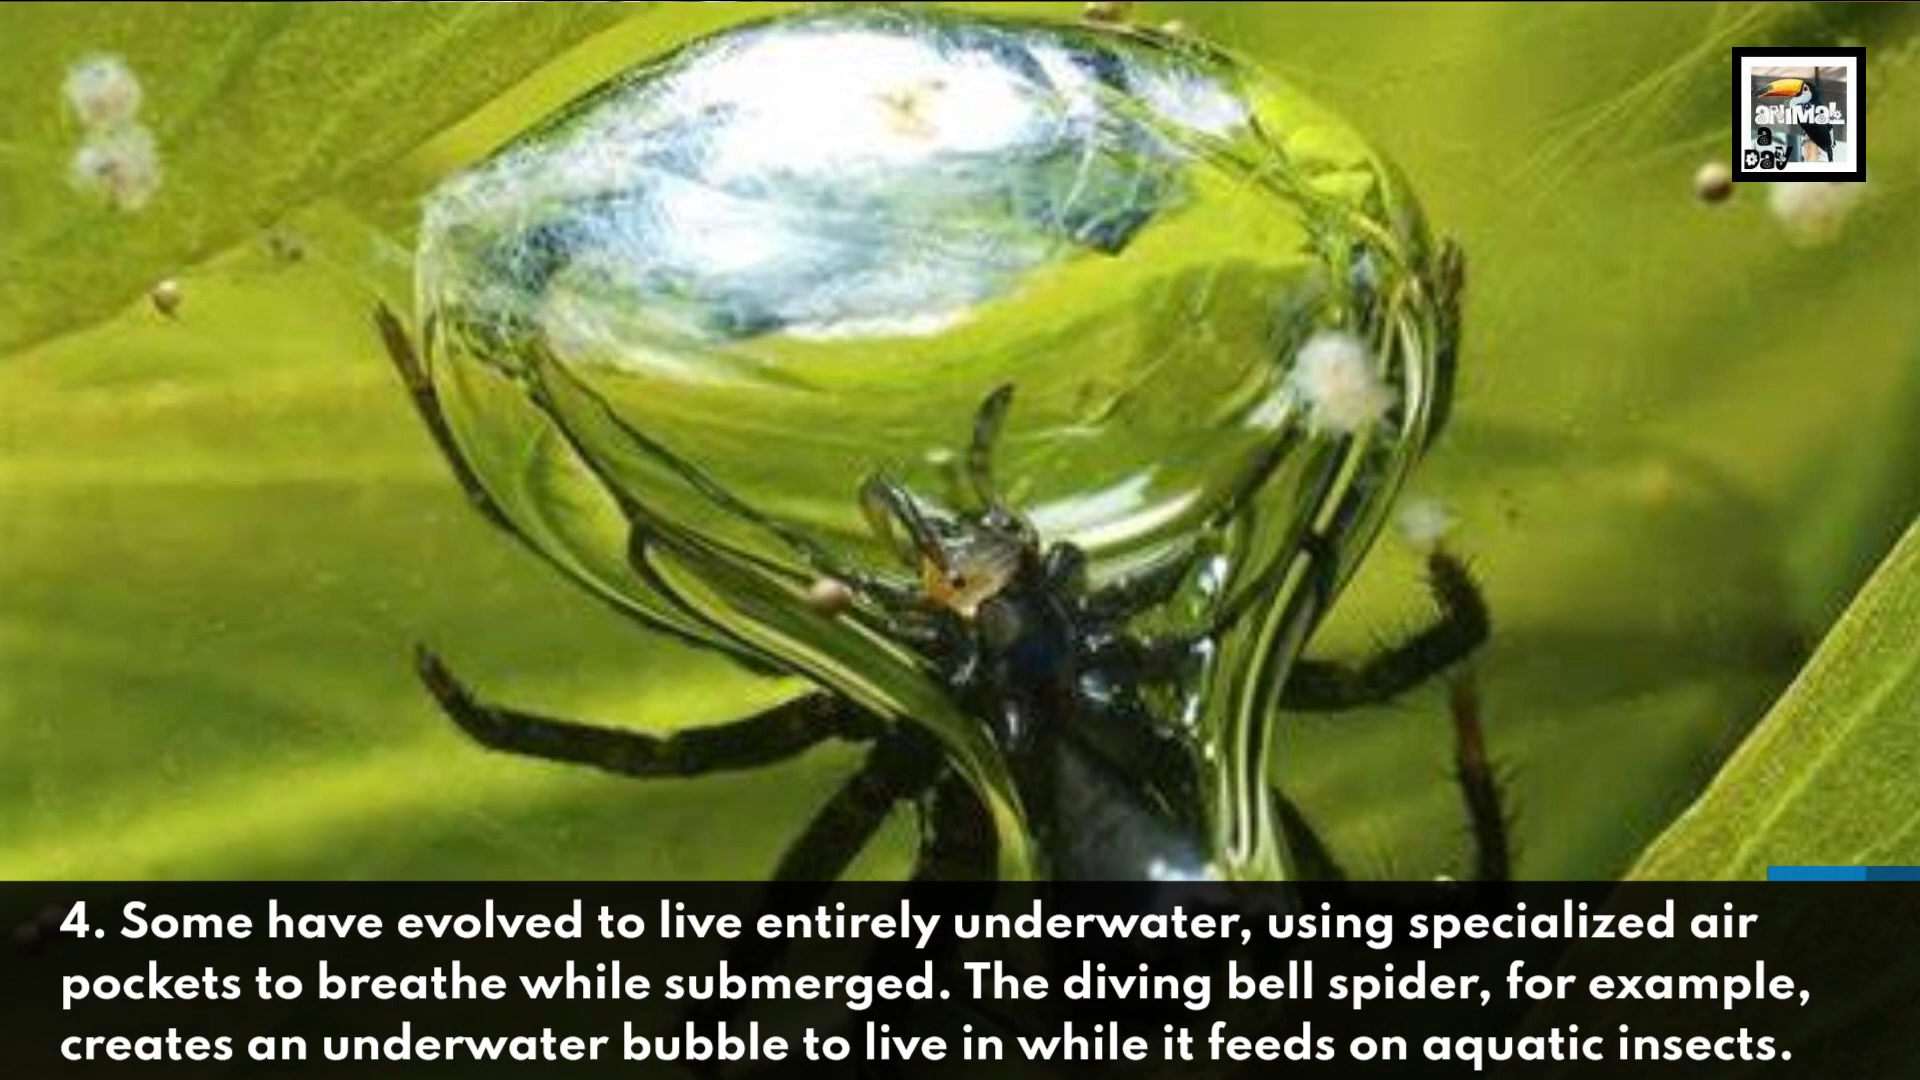 aNiMaL
a
Day
4. Some have evolved to live entirely underwater, using specialized air
pockets to breathe while submerged. The diving bell spider, for example,
creates an underwater bubble to live in while it feeds on aquatic insects.